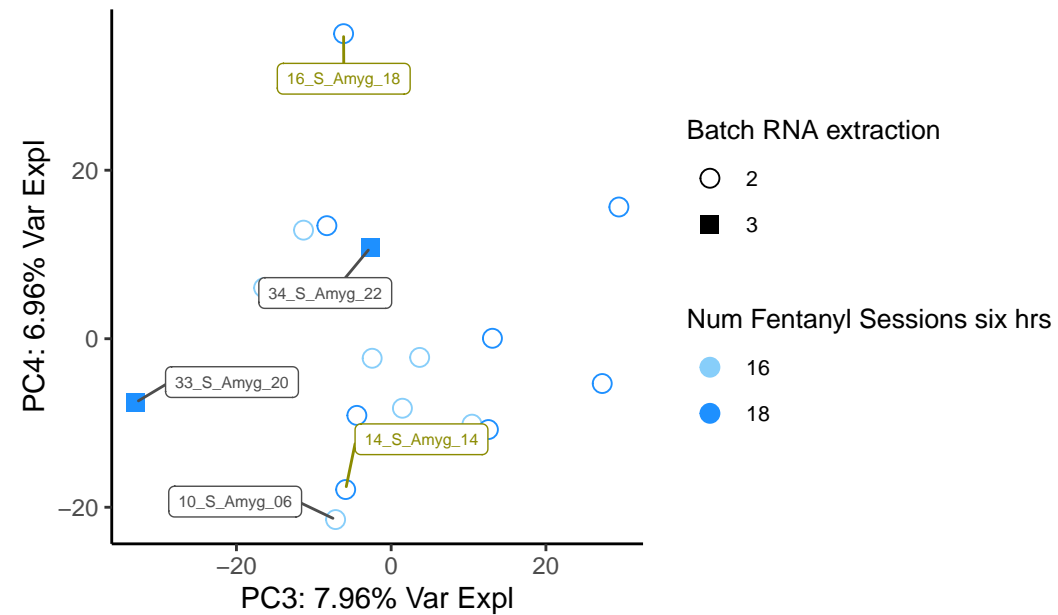 16_S_Amyg_18
34_S_Amyg_22
33_S_Amyg_20
14_S_Amyg_14
10_S_Amyg_06
PC4: 6.96% Var Expl
20
0
−20
−20
0
20
PC3: 7.96% Var Expl
Batch RNA extraction
2
3
Num Fentanyl Sessions six hrs
16
18